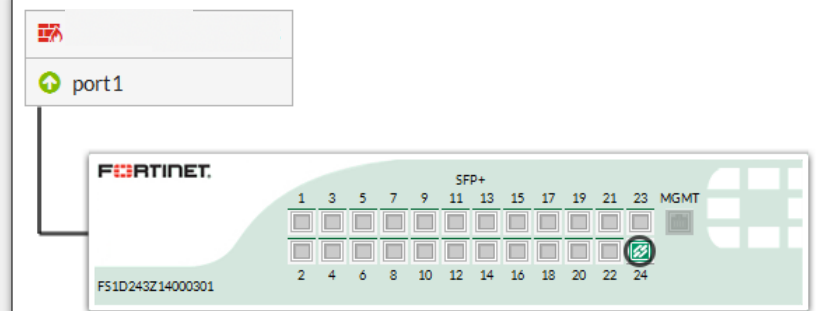 port1
FORTINET
SFP+
1 3 5 7 9 11 13 15 17 19 21 23 MGMT
2 4 6 8 10 12 14 16 18 20 22 24
FS1D243Z14000301